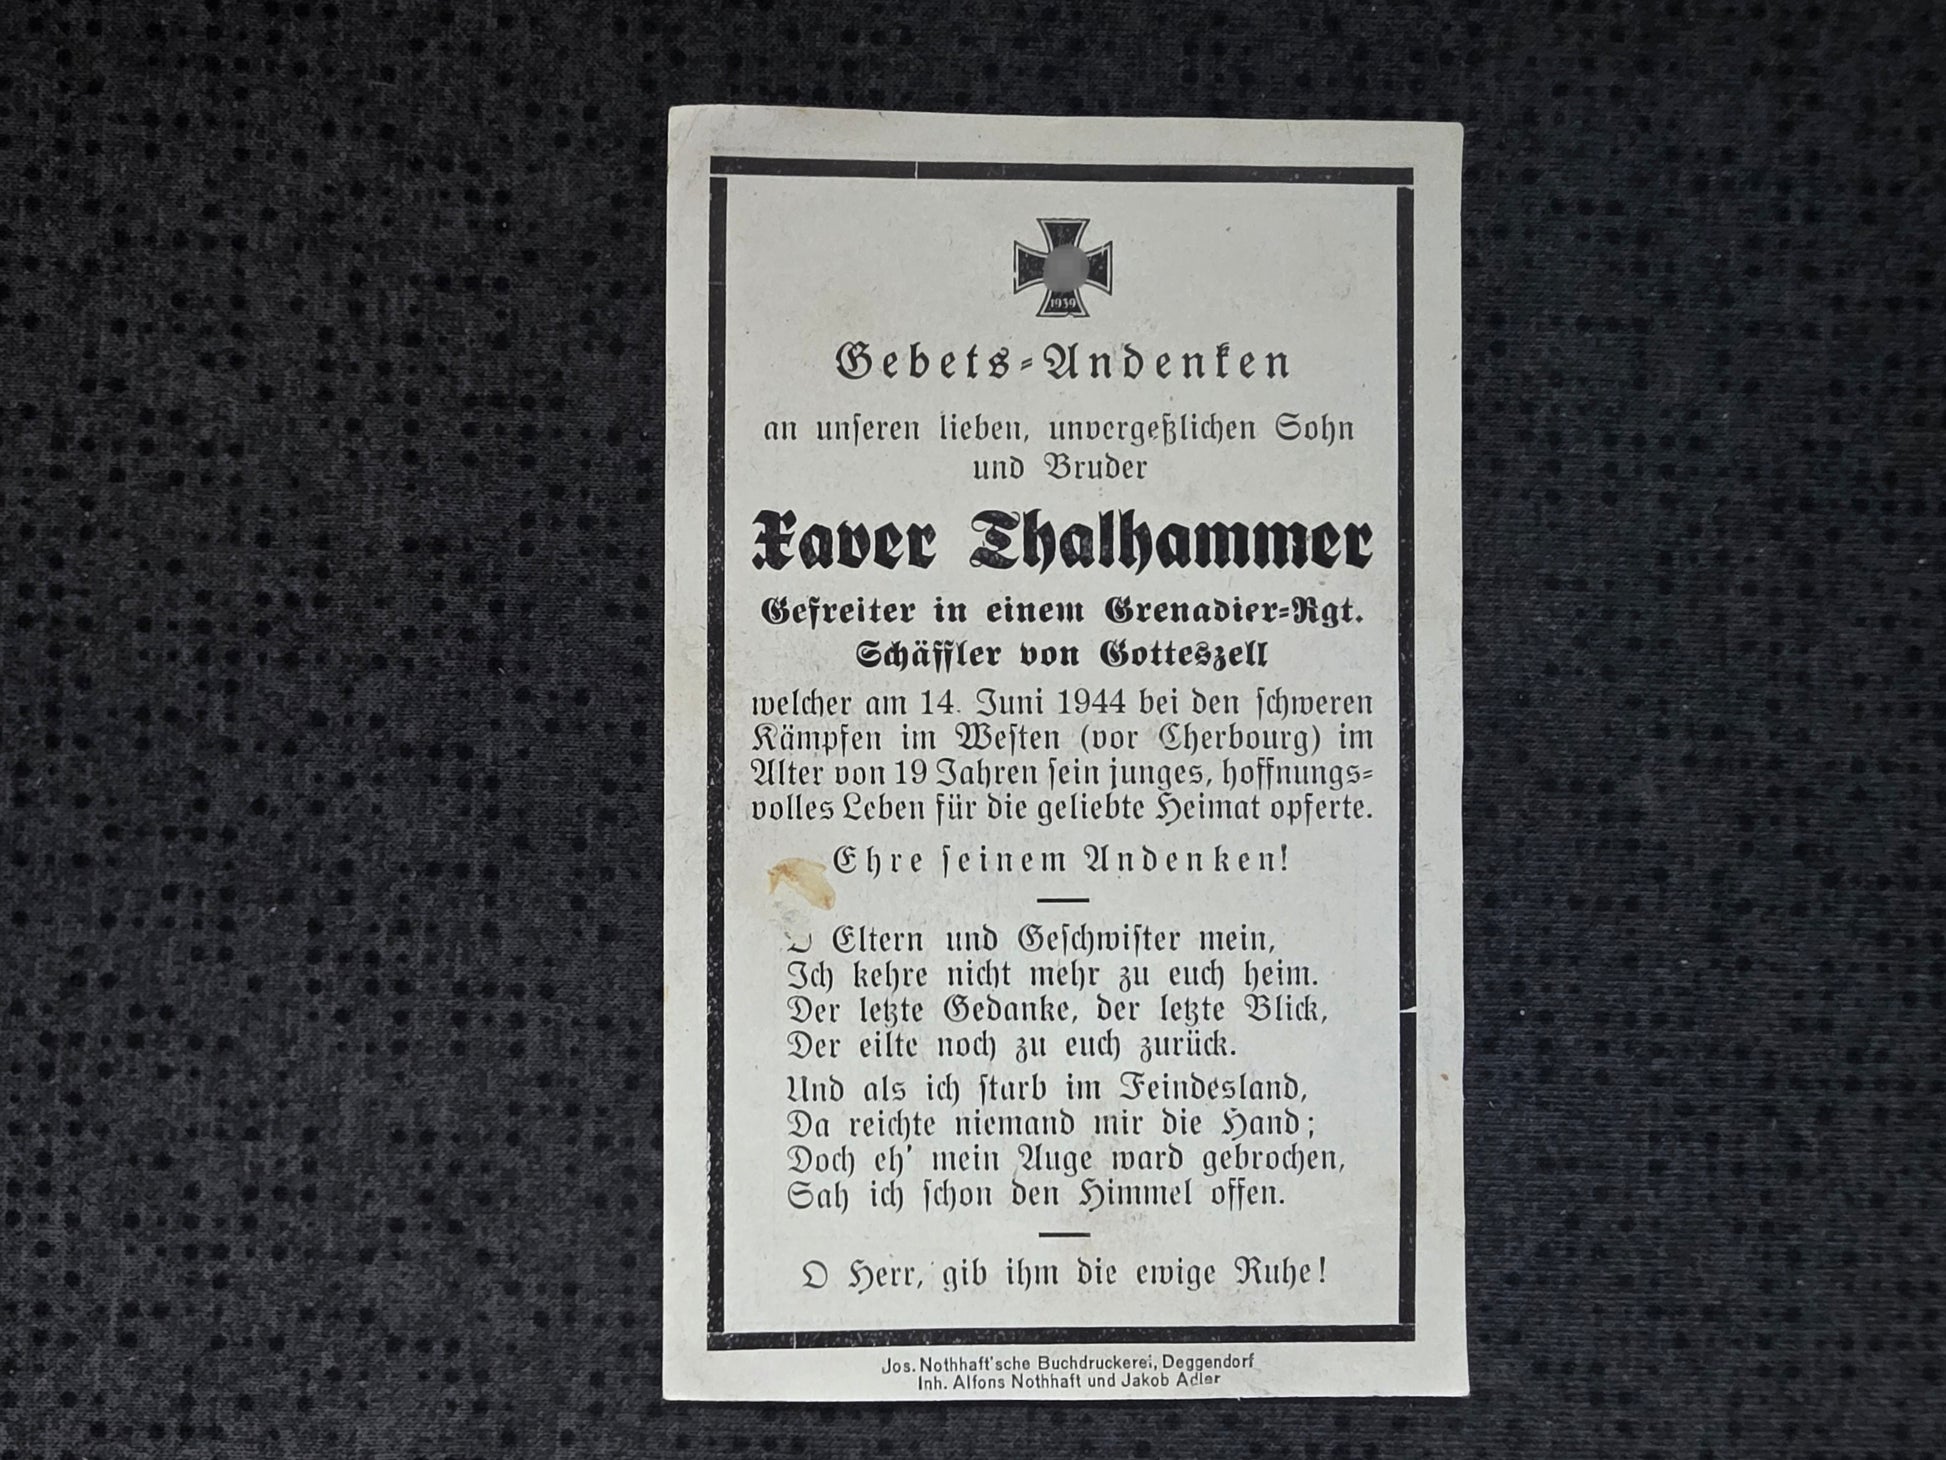 1939
Gebets-Andenken
an unseren lieben, unvergeßlichen Sohn
und Bruder
Xaver Thalhammer
Gefreiter in einem Grenadier-Rgt.
Schäffler von Gotteszell
welcher am 14. Juni 1944 bei den schweren
Kämpfen im Westen (vor Cherbourg) im
Alter von 19 Jahren sein junges, hoffnungs-
volles Leben für die geliebte Heimat opferte.
Ehre seinem Andenken!
O Eltern und Geschwister mein,
Ich kehre nicht mehr zu euch heim.
Der letzte Gedanke, der letzte Blick,
Der eilte noch zu euch zurück.
Und als ich starb im Feindesland,
Da reichte niemand mir die Hand;
Doch eh' mein Auge ward gebrochen,
Sah ich schon den Himmel offen.
O Herr, gib ihm die ewige Ruhe!
Jos. Nothhaft'sche Buchdruckerei, Deggendorf
Inh. Alfons Nothhaft und Jakob Adler